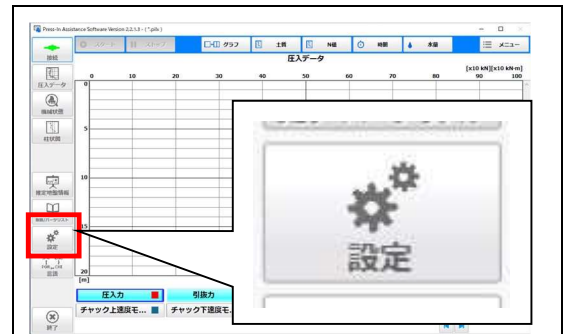 Press-In Assistance Software Version 2.2.1.3 - ( *.pils )
接続
スタート
ストップ
グラフ
土質
N値
時間
水量
メニュー
圧入データ
[x10 kN][x10 kN·m]
0 10 20 30 40 50 60 70 80 90 100
0
5
10
15
20
[m]
圧入データ
機械状態
柱状図
推定地盤情報
設定
言語
終了
設定
圧入力
引抜力
チャック上速度モ...
チャック下速度モ...